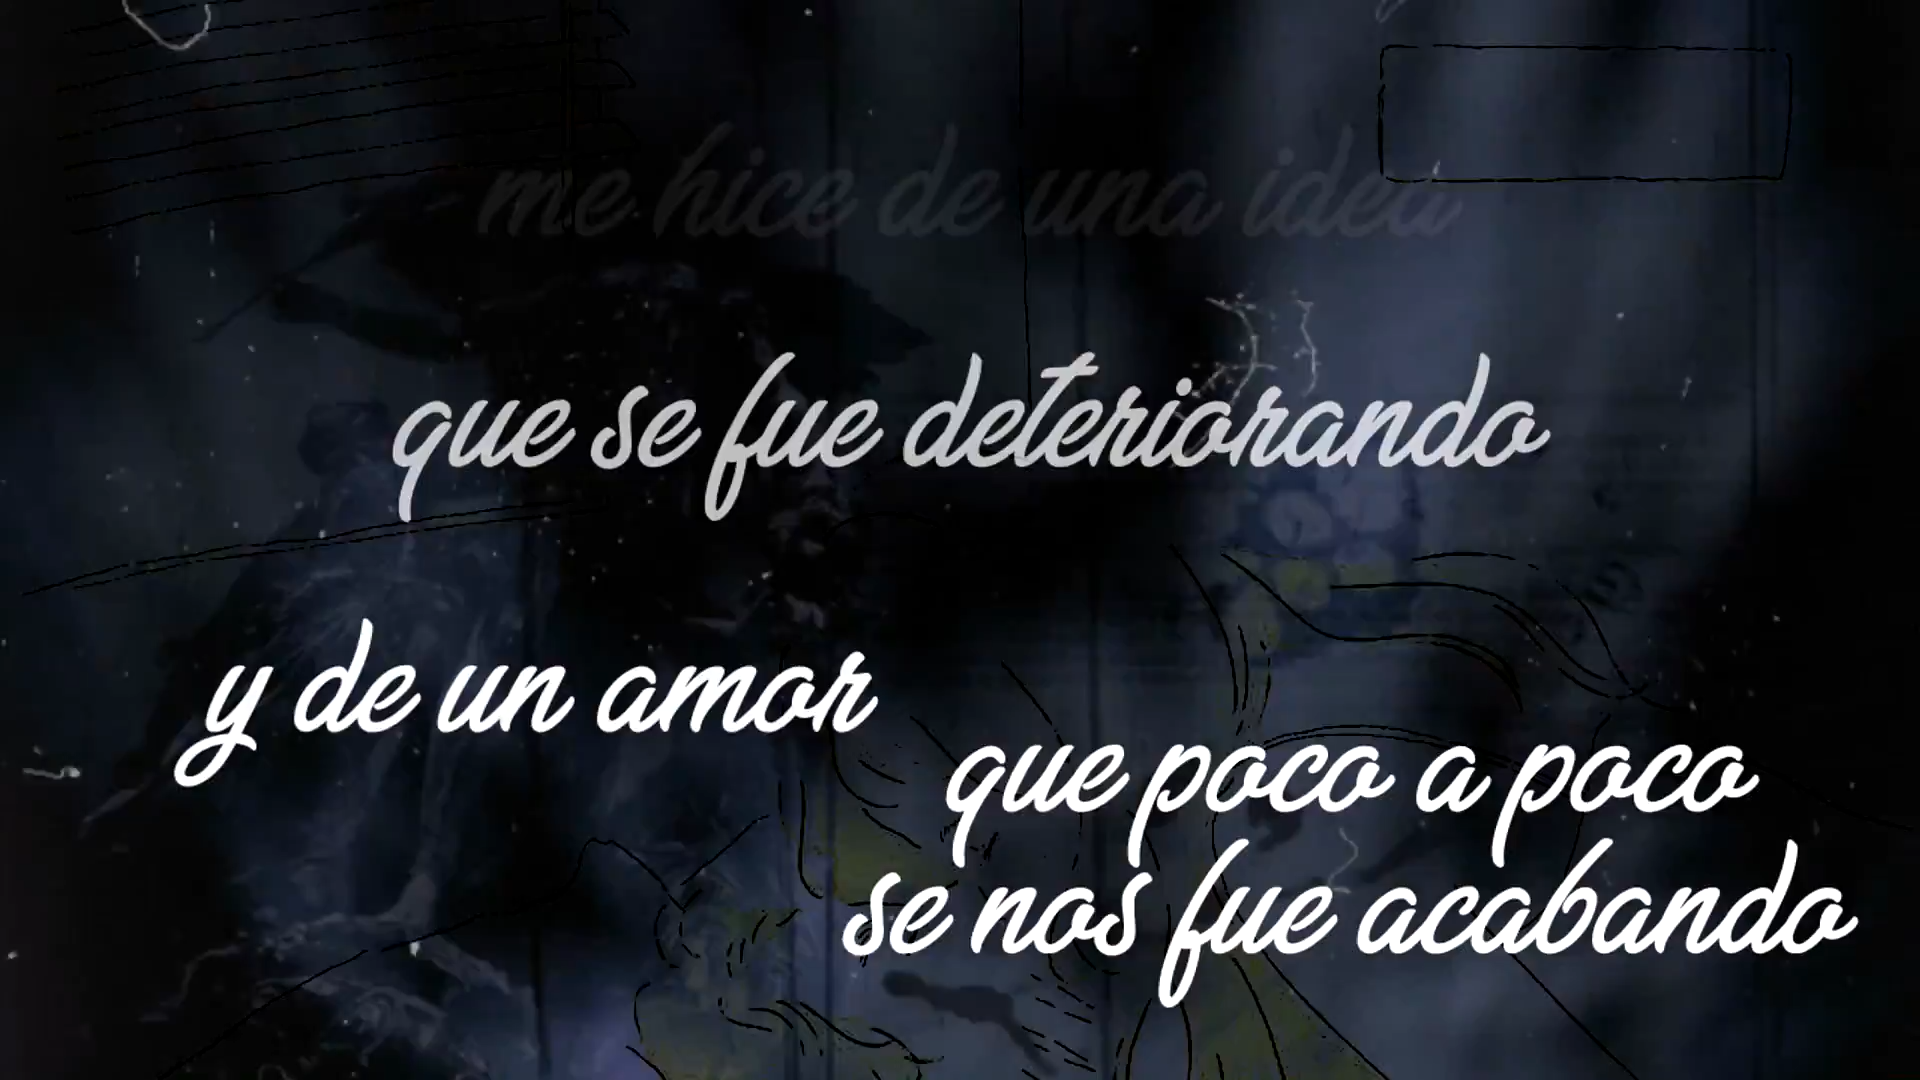 me hice de una idea
que se fue deteriorando
y de un amor
que poco a poco
se nos fue acabando